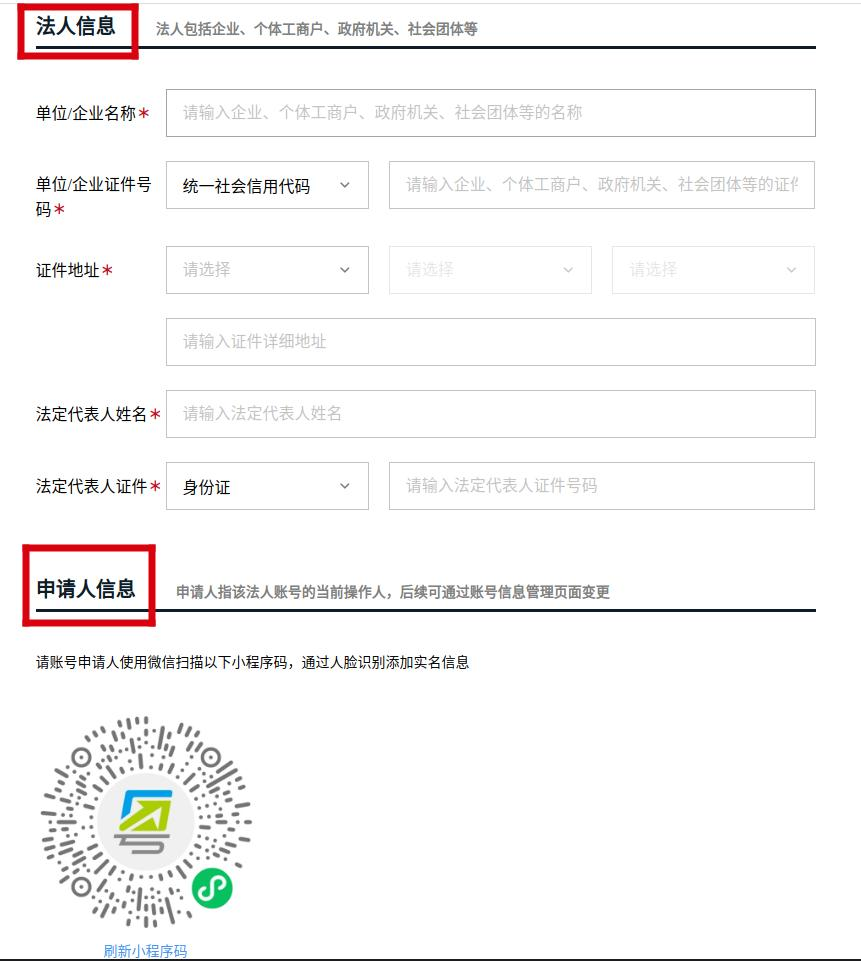 法人信息 法人包括企业、个体工商户、政府机关、社会团体等
单位/企业名称* 请输入企业、个体工商户、政府机关、社会团体等的名称
单位/企业证件号 统一社会信用代码 请输入企业、个体工商户、政府机关、社会团体等的证件
码*
证件地址* 请选择 请选择 请选择
请输入证件详细地址
法定代表人姓名* 请输入法定代表人姓名
法定代表人证件* 身份证 请输入法定代表人证件号码
申请人信息 申请人指该法人账号的当前操作人，后续可通过账号信息管理页面变更
请账号申请人使用微信扫描以下小程序码，通过人脸识别添加实名信息
刷新小程序码